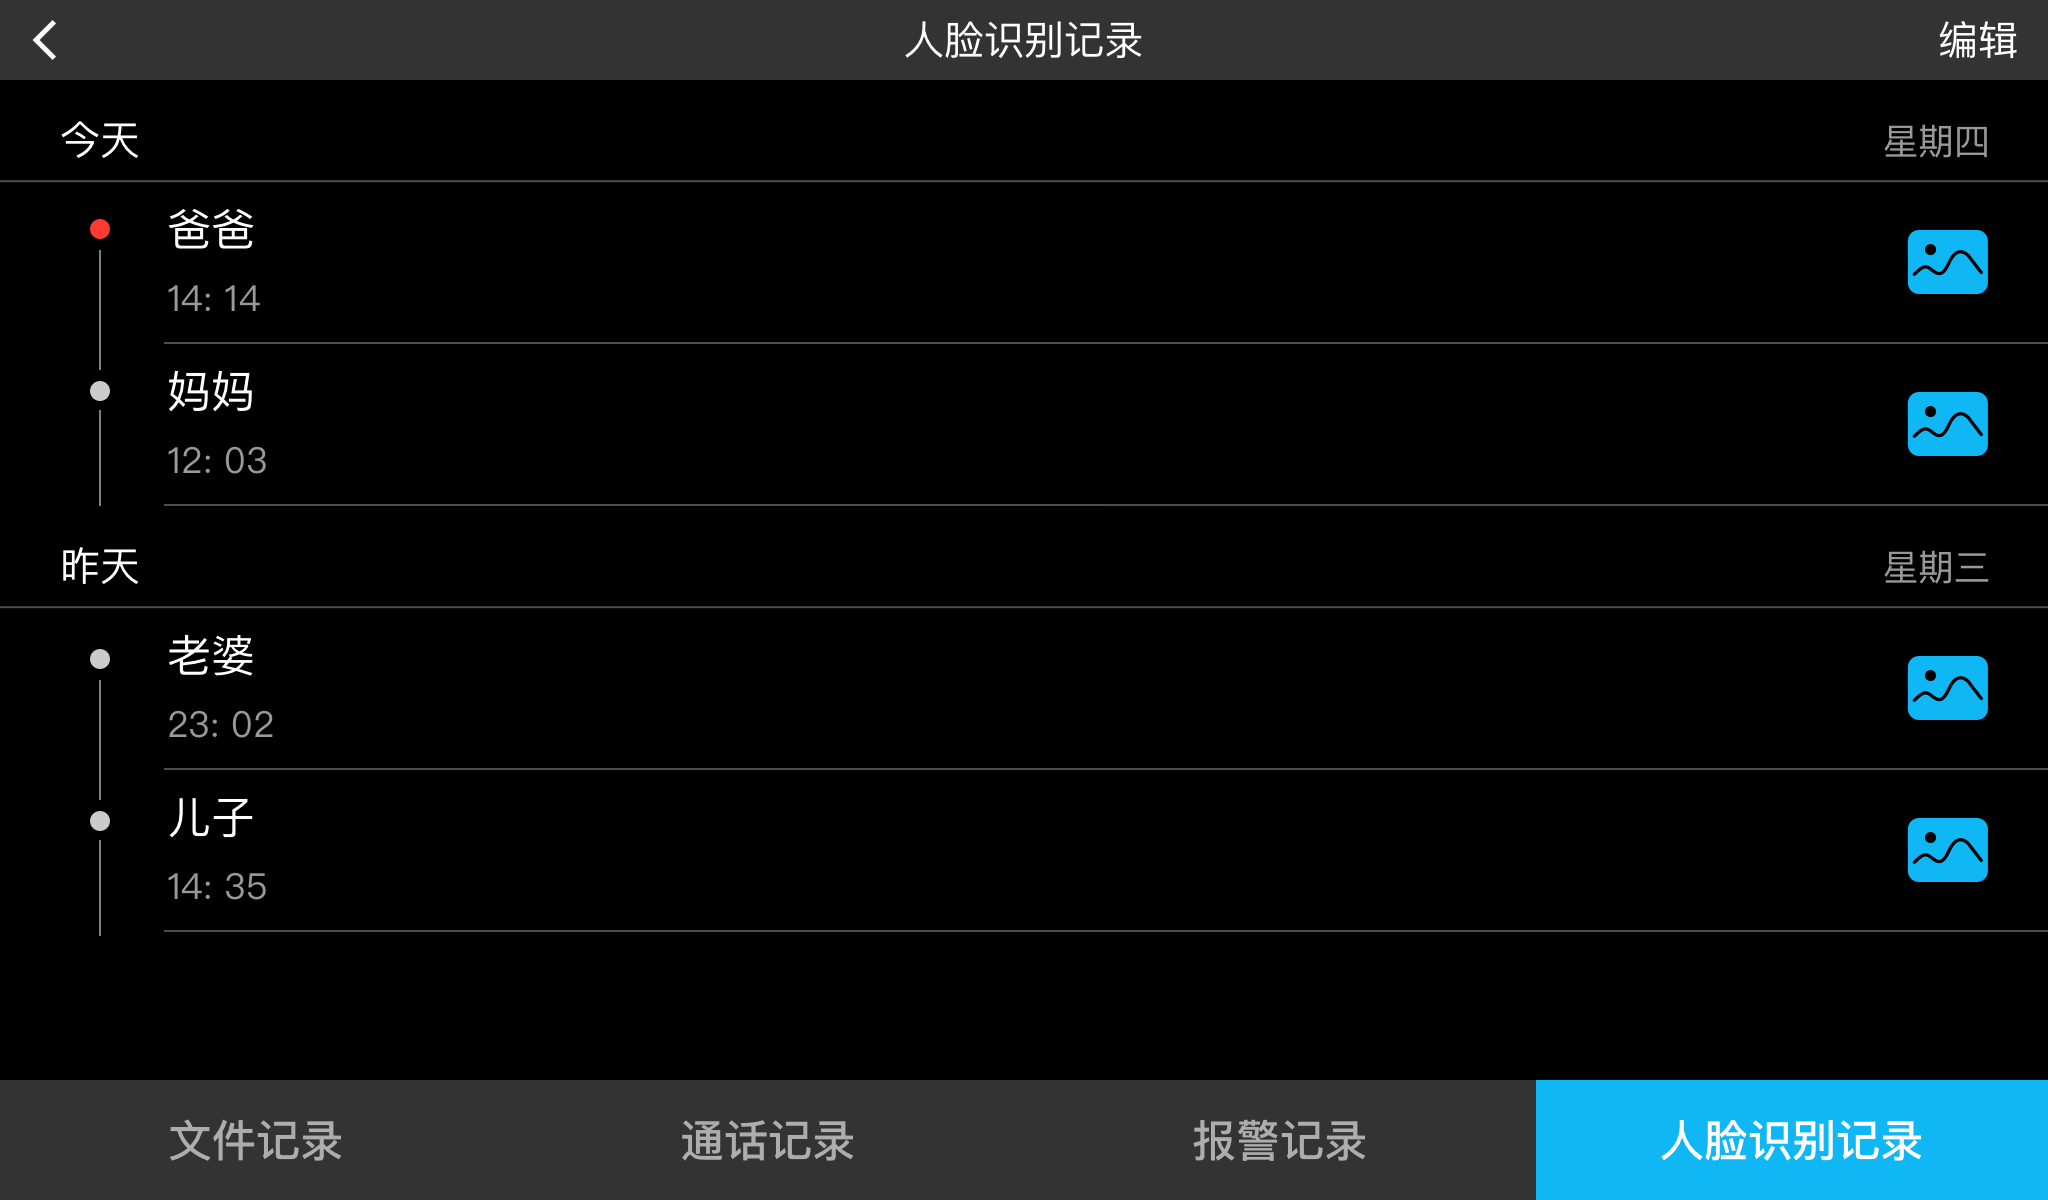 人脸识别记录
编辑
今天
星期四
爸爸
14: 14
妈妈
12: 03
昨天
星期三
老婆
23: 02
儿子
14: 35
文件记录
通话记录
报警记录
人脸识别记录